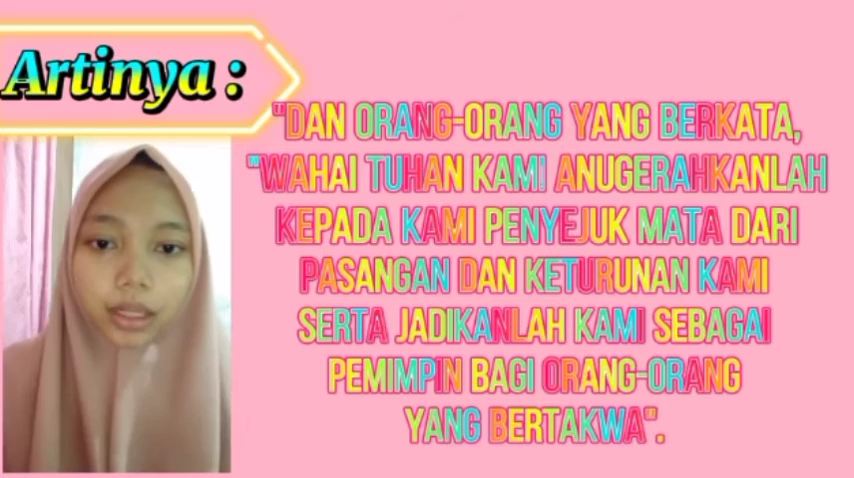 Artinya :
"DAN ORANG-ORANG YANG BERKATA,
"WAHAI TUHAN KAMI ANUGERAHKANLAH
KEPADA KAMI PENYEJUK MATA DARI
PASANGAN DAN KETURUNAN KAMI
SERTA JADIKANLAH KAMI SEBAGAI
PEMIMPIN BAGI ORANG-ORANG
YANG BERTAKWA".